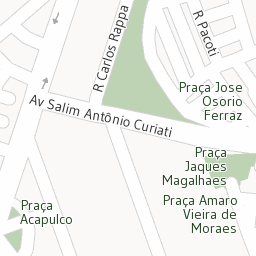 R Pacoti
R Carlos Rappa
Praça Jose
Osorio
Ferraz
Av Salim Antônio Curiati
Praça
Jaques
Magalhaes
Praça Amaro
Vieira de
Moraes
Praça
Acapulco